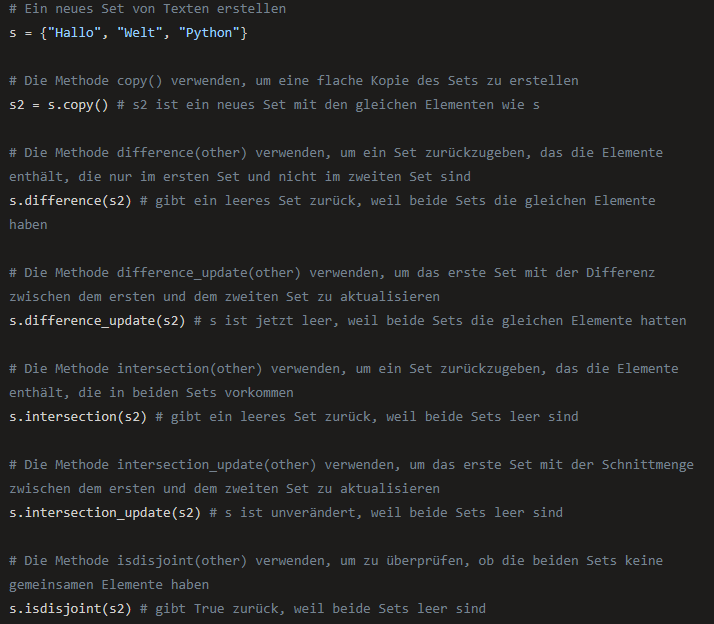 # Ein neues Set von Texten erstellen
s = {"Hallo", "Welt", "Python"}
# Die Methode copy() verwenden, um eine flache Kopie des Sets zu erstellen
s2 = s.copy() # s2 ist ein neues Set mit den gleichen Elementen wie s
# Die Methode difference(other) verwenden, um ein Set zurückzugeben, das die Elemente
enthält, die nur im ersten Set und nicht im zweiten Set sind
s.difference(s2) # gibt ein leeres Set zurück, weil beide Sets die gleichen Elemente
haben
# Die Methode difference_update(other) verwenden, um das erste Set mit der Differenz
zwischen dem ersten und dem zweiten Set zu aktualisieren
s.difference_update(s2) # s ist jetzt leer, weil beide Sets die gleichen Elemente hatten
# Die Methode intersection(other) verwenden, um ein Set zurückzugeben, das die Elemente
enthält, die in beiden Sets vorkommen
s.intersection(s2) # gibt ein leeres Set zurück, weil beide Sets leer sind
# Die Methode intersection_update(other) verwenden, um das erste Set mit der Schnittmenge
zwischen dem ersten und dem zweiten Set zu aktualisieren
s.intersection_update(s2) # s ist unverändert, weil beide Sets leer sind
# Die Methode isdisjoint(other) verwenden, um zu überprüfen, ob die beiden Sets keine
gemeinsamen Elemente haben
s.isdisjoint(s2) # gibt True zurück, weil beide Sets leer sind